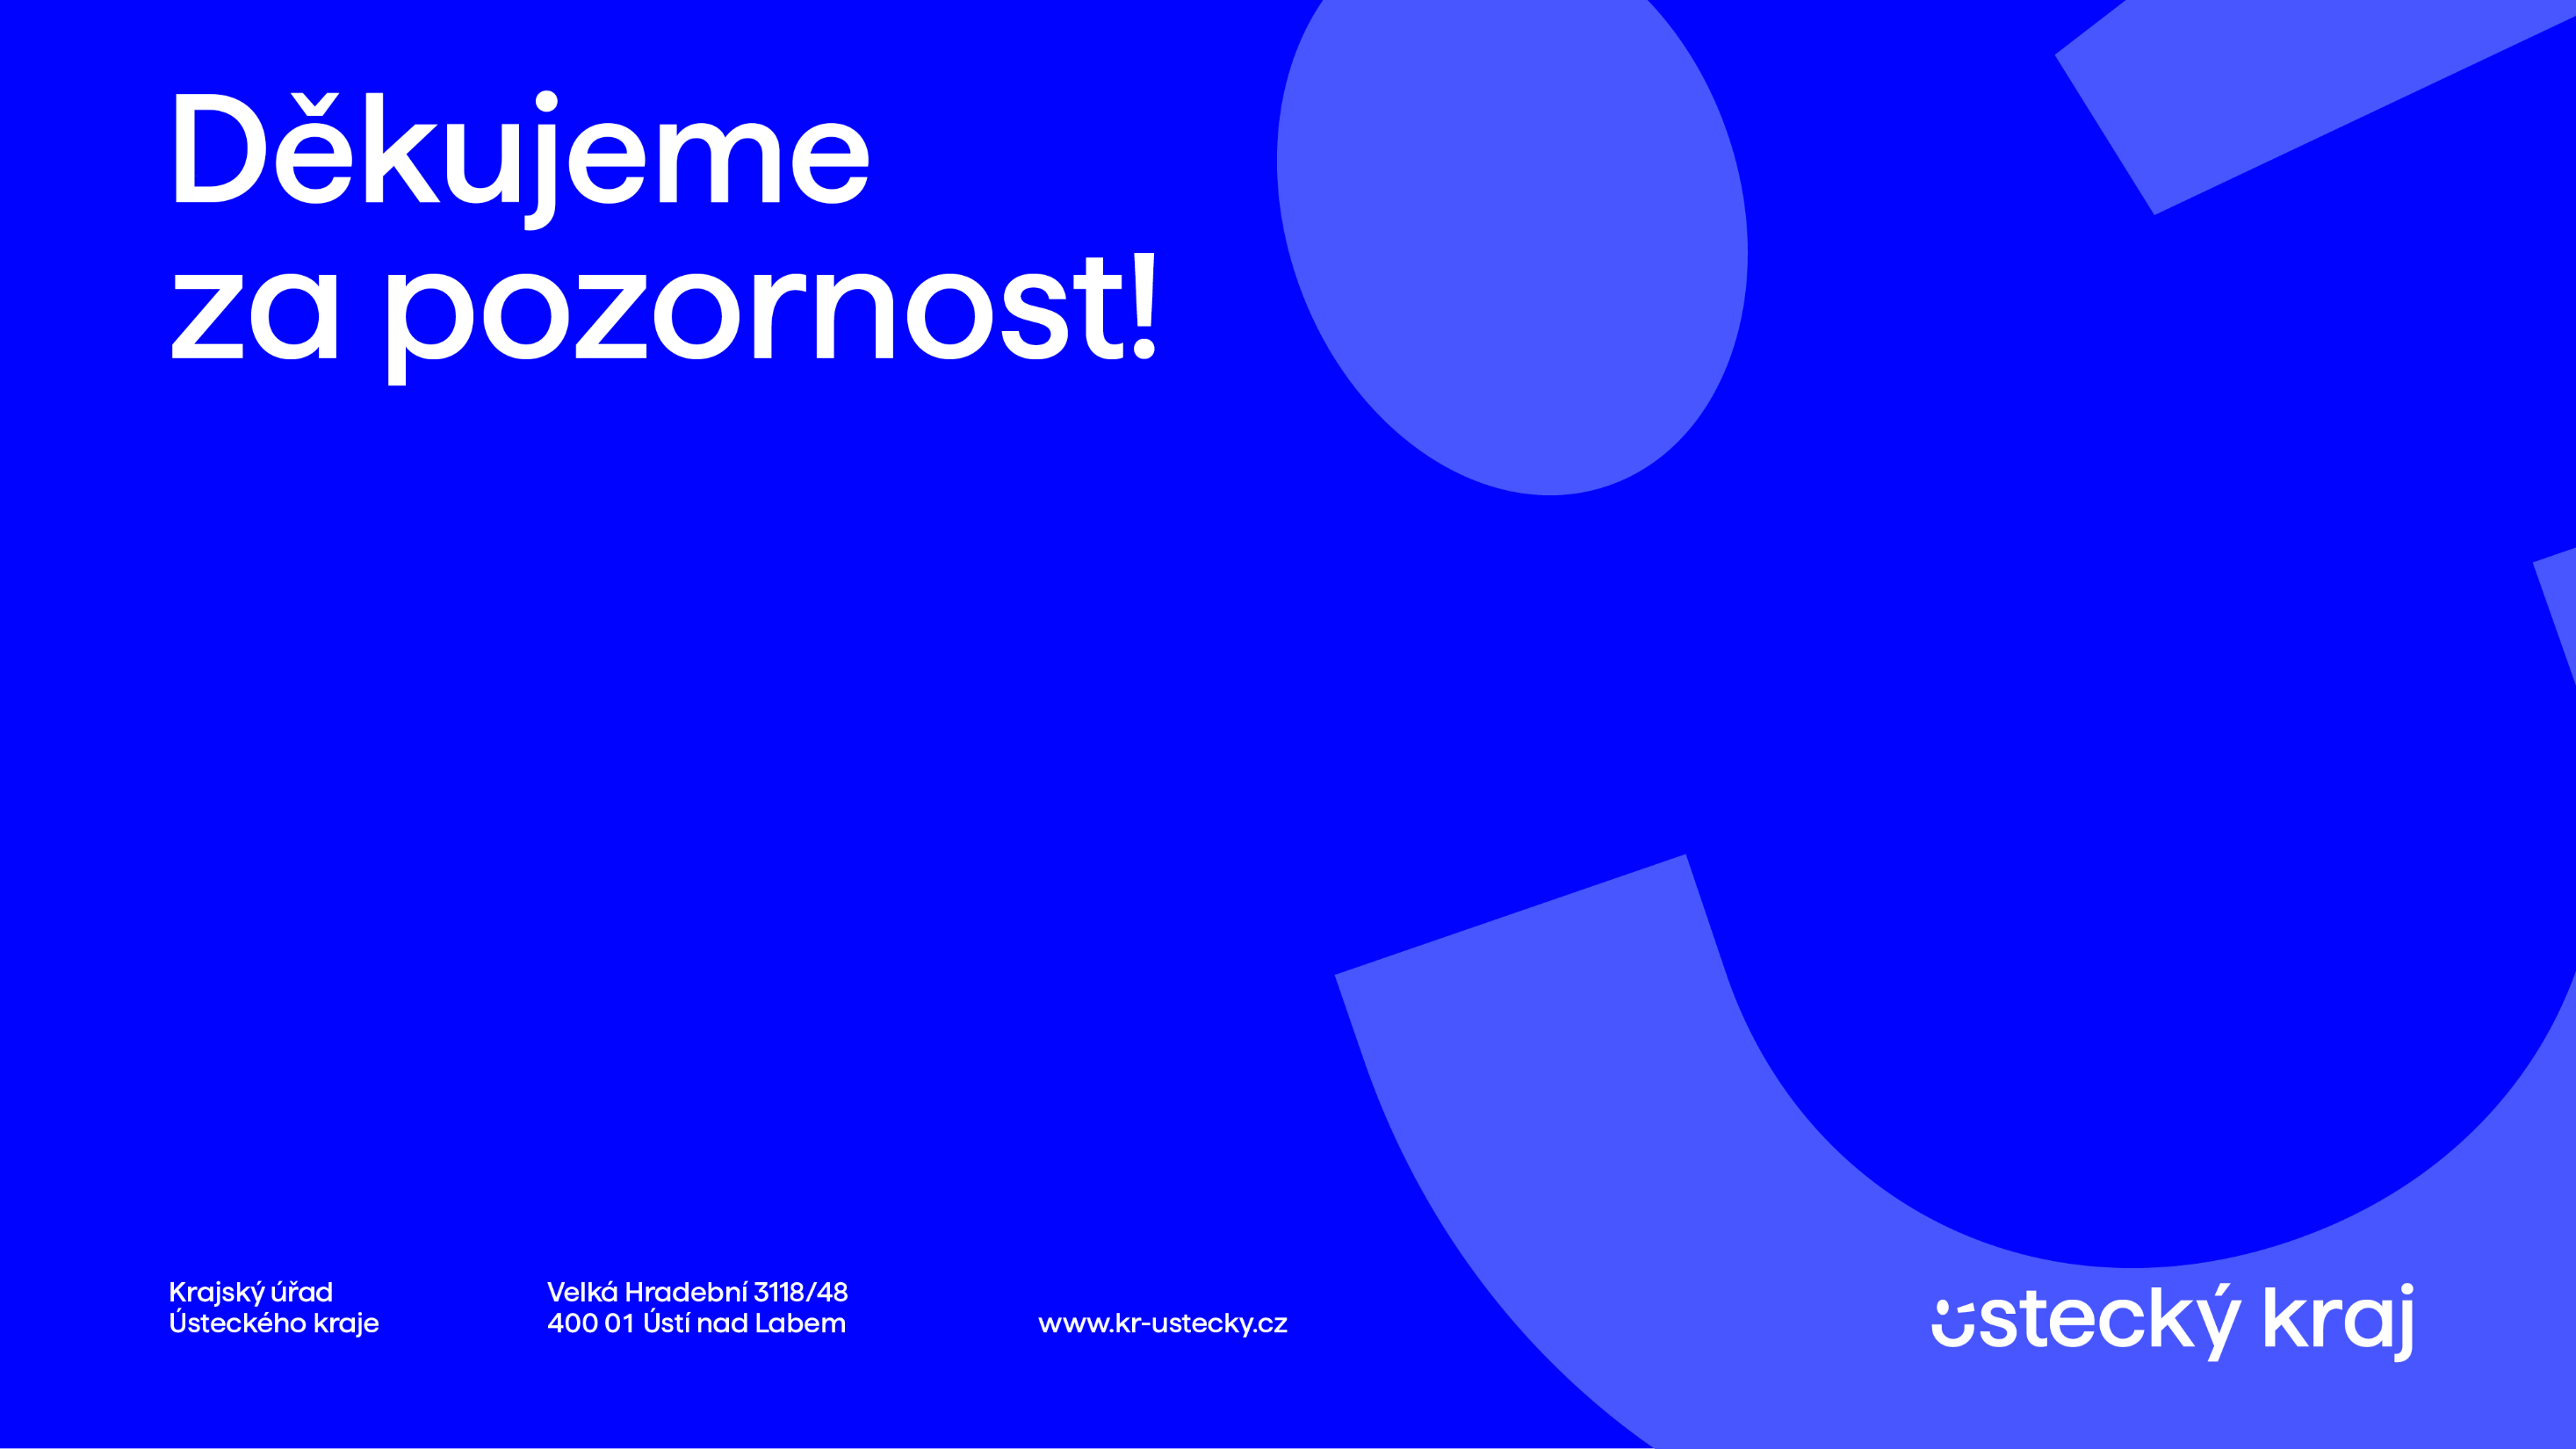 Děkujeme
za pozornost!
Krajský úřad
Ústeckého kraje
Velká Hradební 3118/48
400 01 Ústí nad Labem
www.kr-ustecky.cz
ústecký kraj